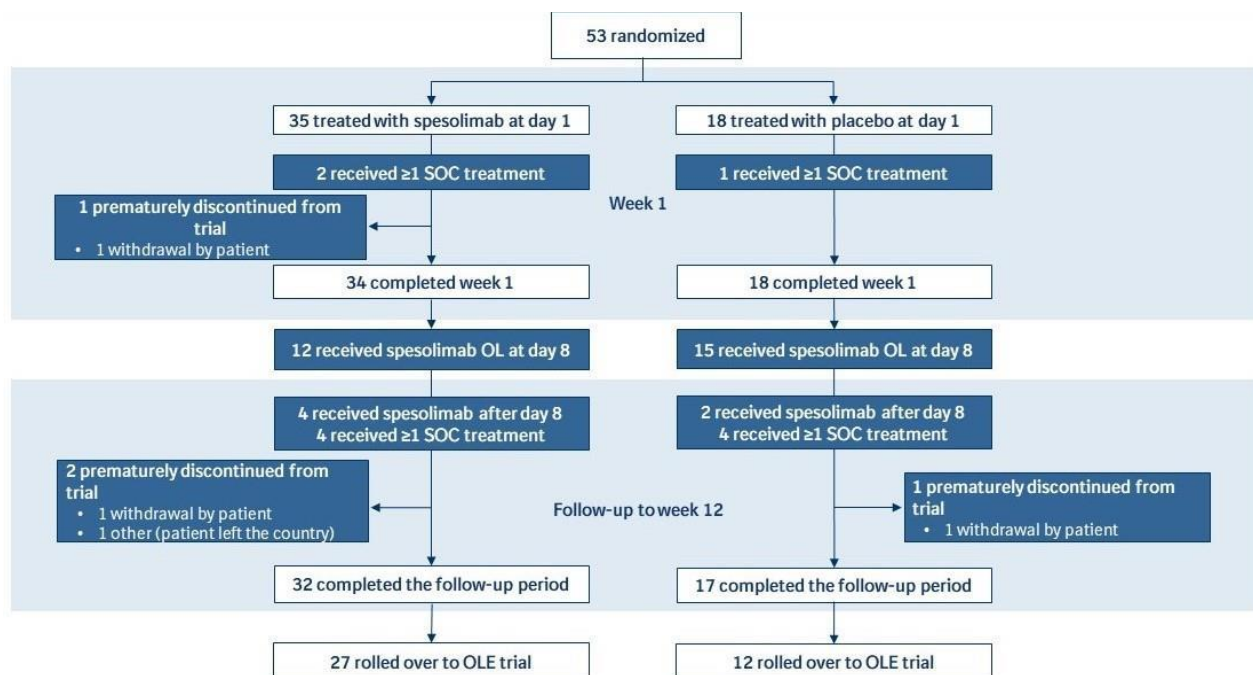 53 randomized
35 treated with spesolimab at day 1
18 treated with placebo at day 1
2 received ≥1 SOC treatment
1 received ≥1 SOC treatment
1 prematurely discontinued from
trial
• 1 withdrawal by patient
Week 1
34 completed week 1
18 completed week 1
12 received spesolimab OL at day 8
15 received spesolimab OL at day 8
4 received spesolimab after day 8
4 received ≥1 SOC treatment
2 received spesolimab after day 8
4 received ≥1 SOC treatment
2 prematurely discontinued from
trial
• 1 withdrawal by patient
• 1 other (patient left the country)
Follow-up to week 12
1 prematurely discontinued from
trial
• 1 withdrawal by patient
32 completed the follow-up period
17 completed the follow-up period
27 rolled over to OLE trial
12 rolled over to OLE trial